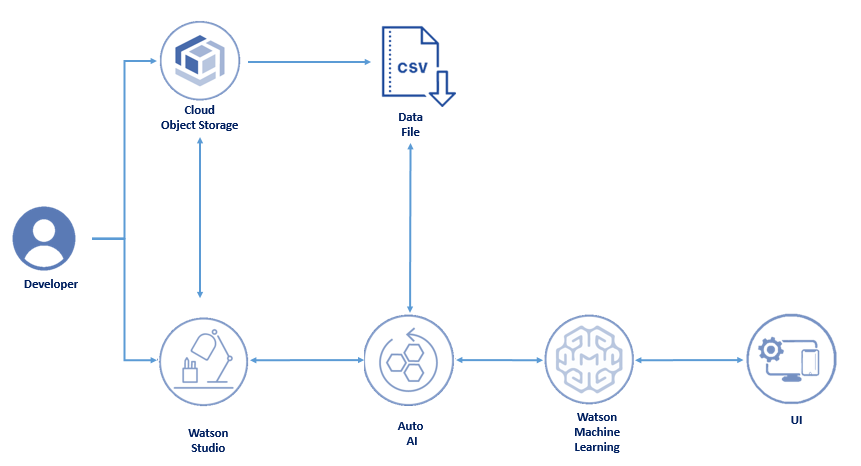 CSV
Cloud
Object Storage
Data
File
Developer
Watson
Studio
Auto
AI
Watson
Machine
Learning
UI